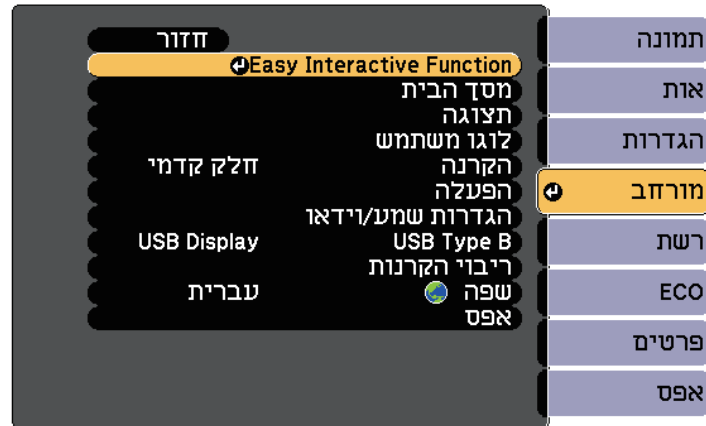 תמונה
אות
הגדרות
מורחב
רשת
ECO
פרטים
אפס
חזור
Easy Interactive Function
מסך הבית
תצוגה
לוגו משתמש
הקרנה חלק קדמי
הפעלה
הגדרות שמע/וידאו
USB Type B USB Display
ריבוי הקרנות
שפה עברית
אפס